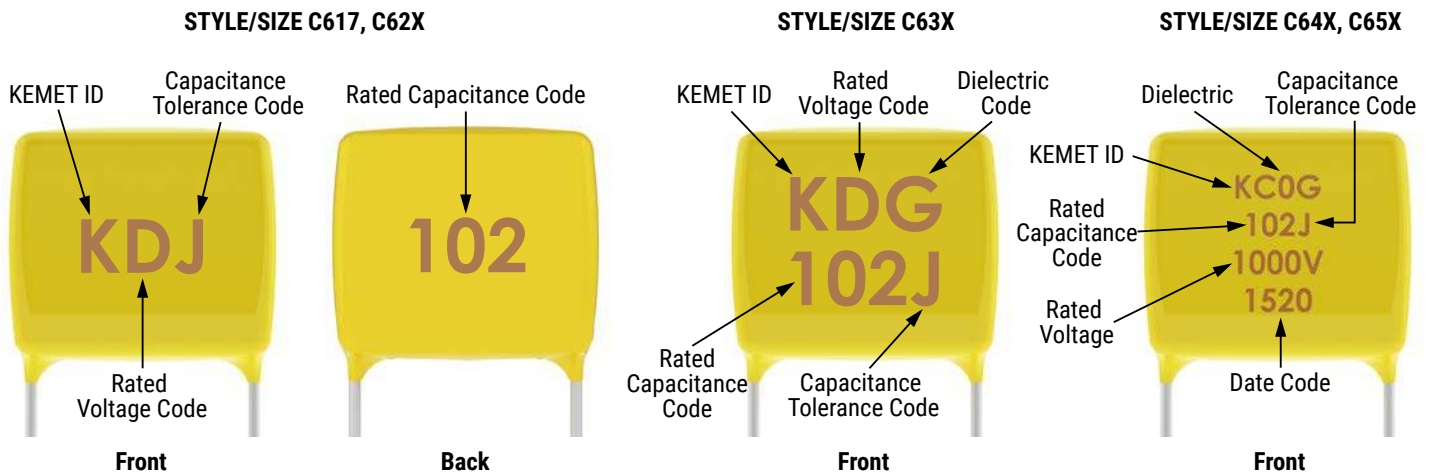 STYLE/SIZE C617, C62X
KEMET ID
Capacitance
Tolerance Code
KDJ
Rated
Voltage Code
Front
Rated Capacitance Code
102
Back
STYLE/SIZE C63X
KEMET ID
Rated
Voltage Code
Dielectric
Code
KDG
102J
Rated
Capacitance
Code
Capacitance
Tolerance Code
Front
STYLE/SIZE C64X, C65X
Dielectric
Capacitance
Tolerance Code
KEMET ID
KC0G
Rated
Capacitance
Code
102J
1000V
Rated
Voltage
1520
Date Code
Front